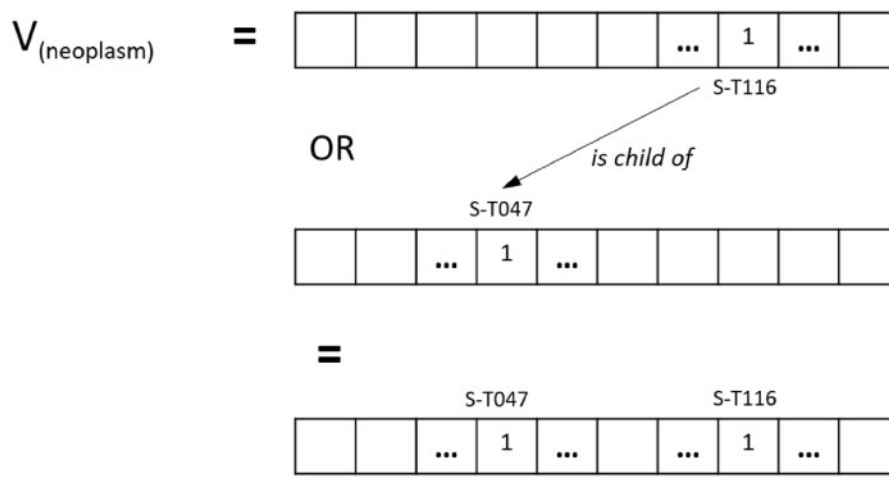 V(neoplasm) = ... 1 ...
S-T116
OR
is child of
S-T047
... 1 ...
=
S-T047 S-T116
... 1 ... ... 1 ...